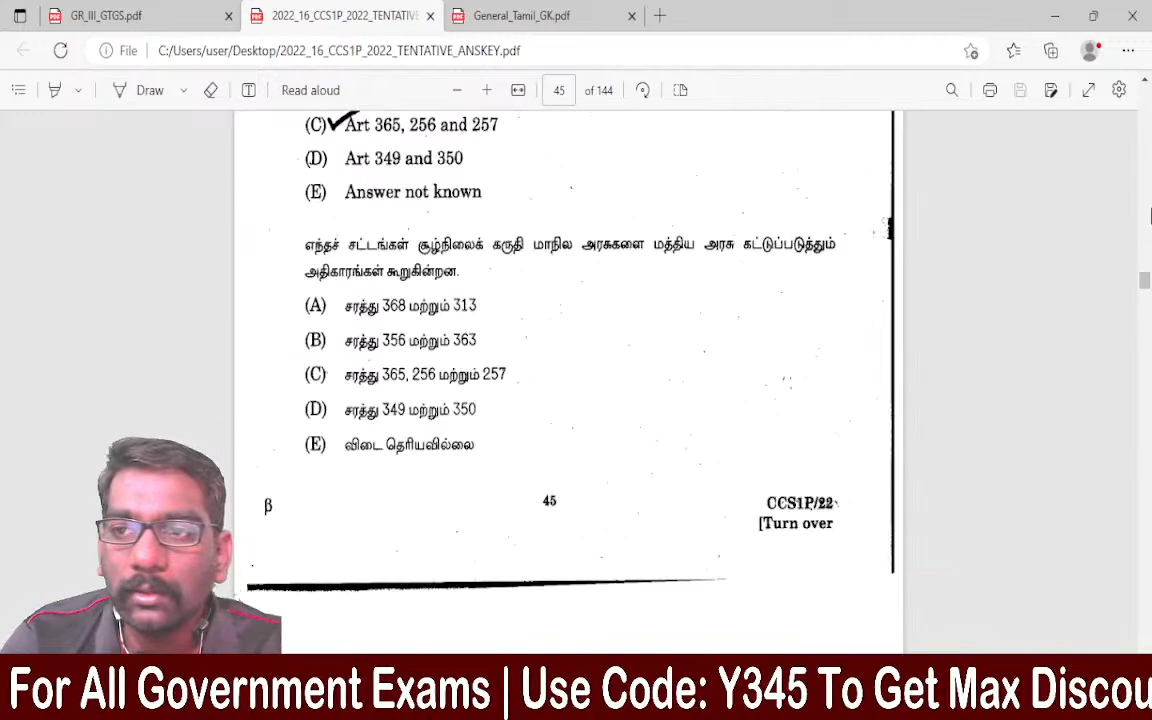 GR_III_GTGS.pdf
2022_16_CCS1P_2022_TENTATIVE
General_Tamil_GK.pdf
File C:/Users/user/Desktop/2022_16_CCS1P_2022_TENTATIVE_ANSKEY.pdf
Draw Read aloud 45 of 144
(C) Art 365, 256 and 257
(D) Art 349 and 350
(E) Answer not known
எந்தச் சட்டங்கள் சூழ்நிலைக் கருதி மாநில அரசுகளை மத்திய அரசு கட்டுப்படுத்தும்
அதிகாரங்கள் கூறுகின்றன.
(A) சரத்து 368 மற்றும் 313
(B) சரத்து 356 மற்றும் 363
(C) சரத்து 365, 256 மற்றும் 257
(D) சரத்து 349 மற்றும் 350
(E) விடை தெரியவில்லை
β 45 CCS1P/22
[Turn over
For All Government Exams | Use Code: Y345 To Get Max Discou